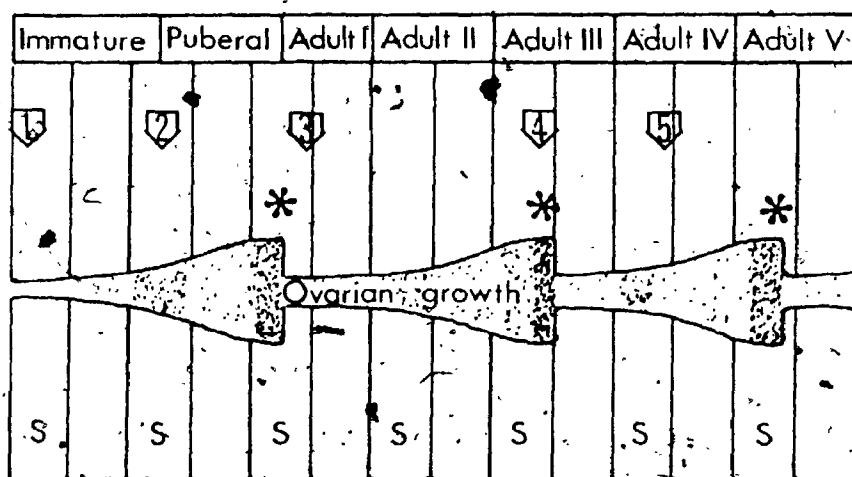 Immature Puberal Adult I Adult II Adult III Adult IV Adult V
1 2 3 4 5
* * *
Ovarian growth
S S S S S S S